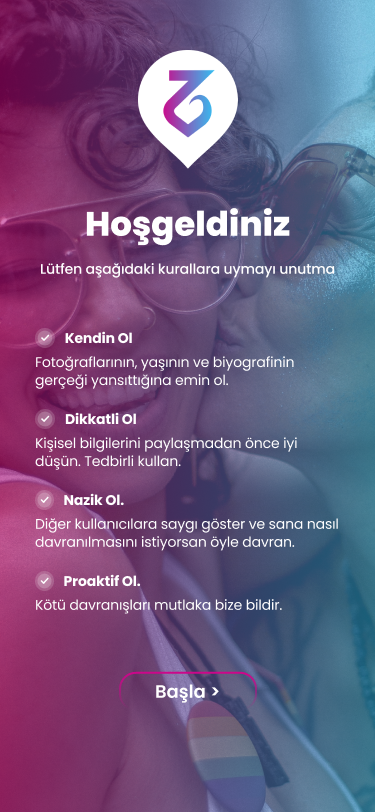 Hoşgeldiniz
Lütfen aşağıdaki kurallara uymayı unutma
Kendin Ol
Fotoğraflarının, yaşının ve biyografinin
gerçeği yansıttığına emin ol.
Dikkatli Ol
Kişisel bilgilerini paylaşmadan önce iyi
düşün. Tedbirli kullan.
Nazik Ol.
Diğer kullanıcılara saygı göster ve sana nasıl
davranılmasını istiyorsan öyle davran.
Proaktif Ol.
Kötü davranışları mutlaka bize bildir.
Başla >